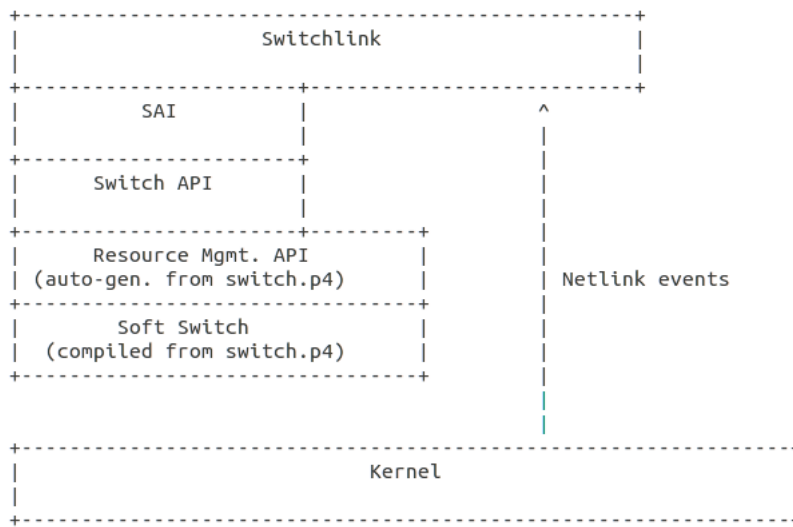 Switchlink
SAI
Switch API
Resource Mgmt. API
(auto-gen. from switch.p4)
Netlink events
Soft Switch
(compiled from switch.p4)
Kernel